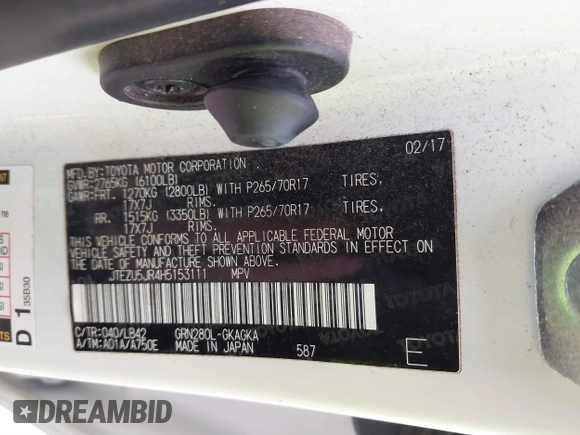 02/17
MFD.BY:TOYOTA MOTOR CORPORATION
GVWR-2765KG (6100LB)
GAWR-FRT. 1270KG (2800LB) WITH P265/70R17 TIRES,
17X7J RIMS.
RR. 1515KG (3350LB) WITH P265/70R17 TIRES,
17X7J RIMS.
THIS VEHICLE CONFORMS TO ALL APPLICABLE FEDERAL MOTOR
VEHICLE SAFETY, BUMPER, AND THEFT PREVENTION STANDARDS IN EFFECT
ON THE DATE OF MANUFACTURE SHOWN ABOVE.
JTEZU5JR4H5153111 MPV
C/TR:040/LB42 GRN280L-GKAGKA
A/TM:A01A/A750E MADE IN JAPAN 587
E
D 1 35B30
DREAMBID